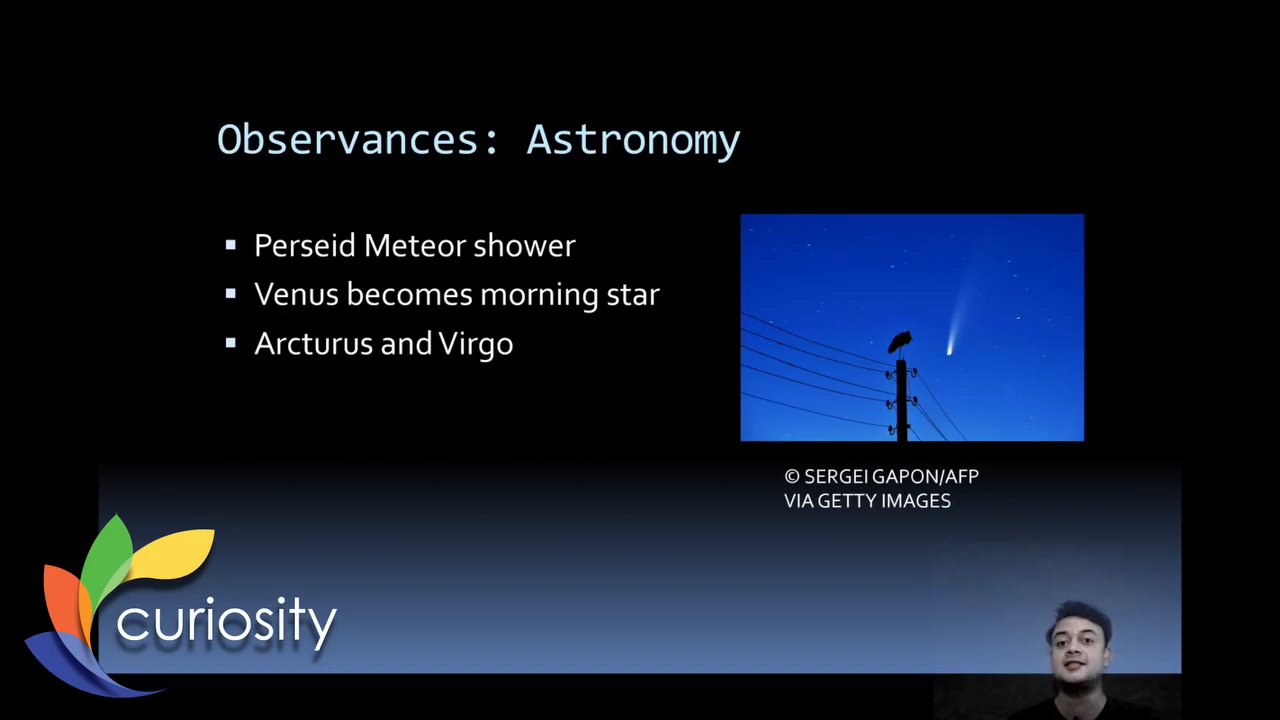 Observances: Astronomy
Perseid Meteor shower
Venus becomes morning star
Arcturus and Virgo
© SERGEI GAPON/AFP
VIA GETTY IMAGES
curiosity